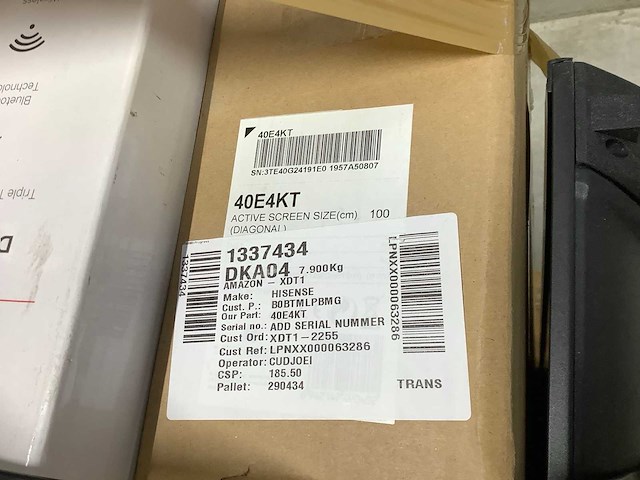 40E4KT
SN:3TE40G24191E0 1957A50807
40E4KT
ACTIVE SCREEN SIZE(cm) 100
(DIAGONAL)
1337434
DKA04 7.900Kg
AMAZON - XDT1
Make: HISENSE
Cust. P.: B0BTMLPBMG
Our Part: 40E4KT
Serial no.: ADD SERIAL NUMMER
Cust Ord: XDT1-2255
Cust Ref: LPNXX000063286
Operator: CUDJOEI
CSP: 185.50
Pallet: 290434
TRANS
1337434
LPNXX000063286
Triple